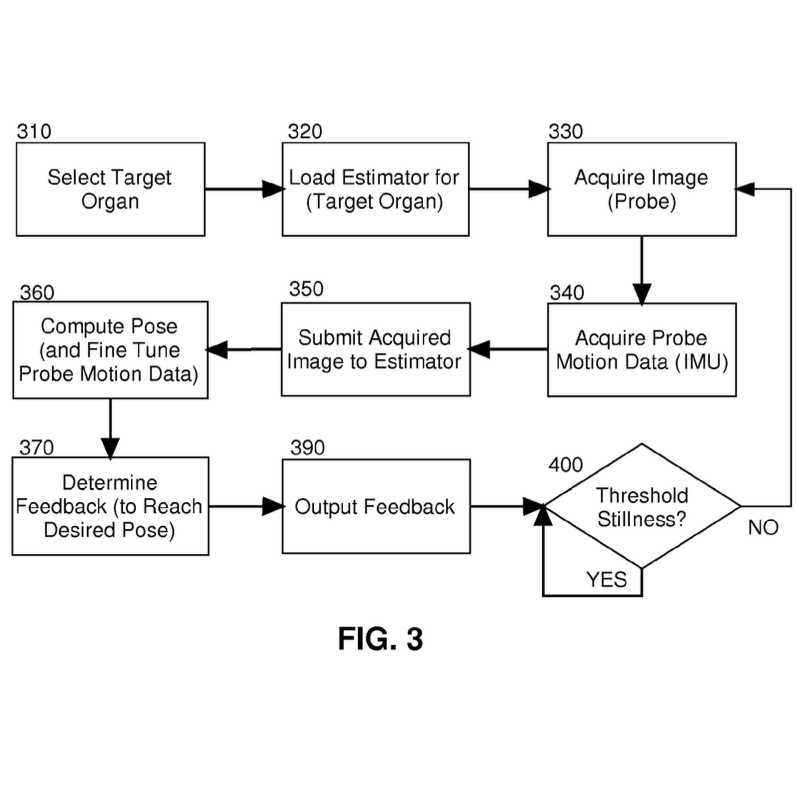 310
Select Target
Organ
320
Load Estimator for
(Target Organ)
330
Acquire Image
(Probe)
340
Acquire Probe
Motion Data (IMU)
350
Submit Acquired
Image to Estimator
360
Compute Pose
(and Fine Tune
Probe Motion Data)
370
Determine
Feedback (to Reach
Desired Pose)
390
Output Feedback
400
Threshold
Stillness?
NO
YES
FIG. 3